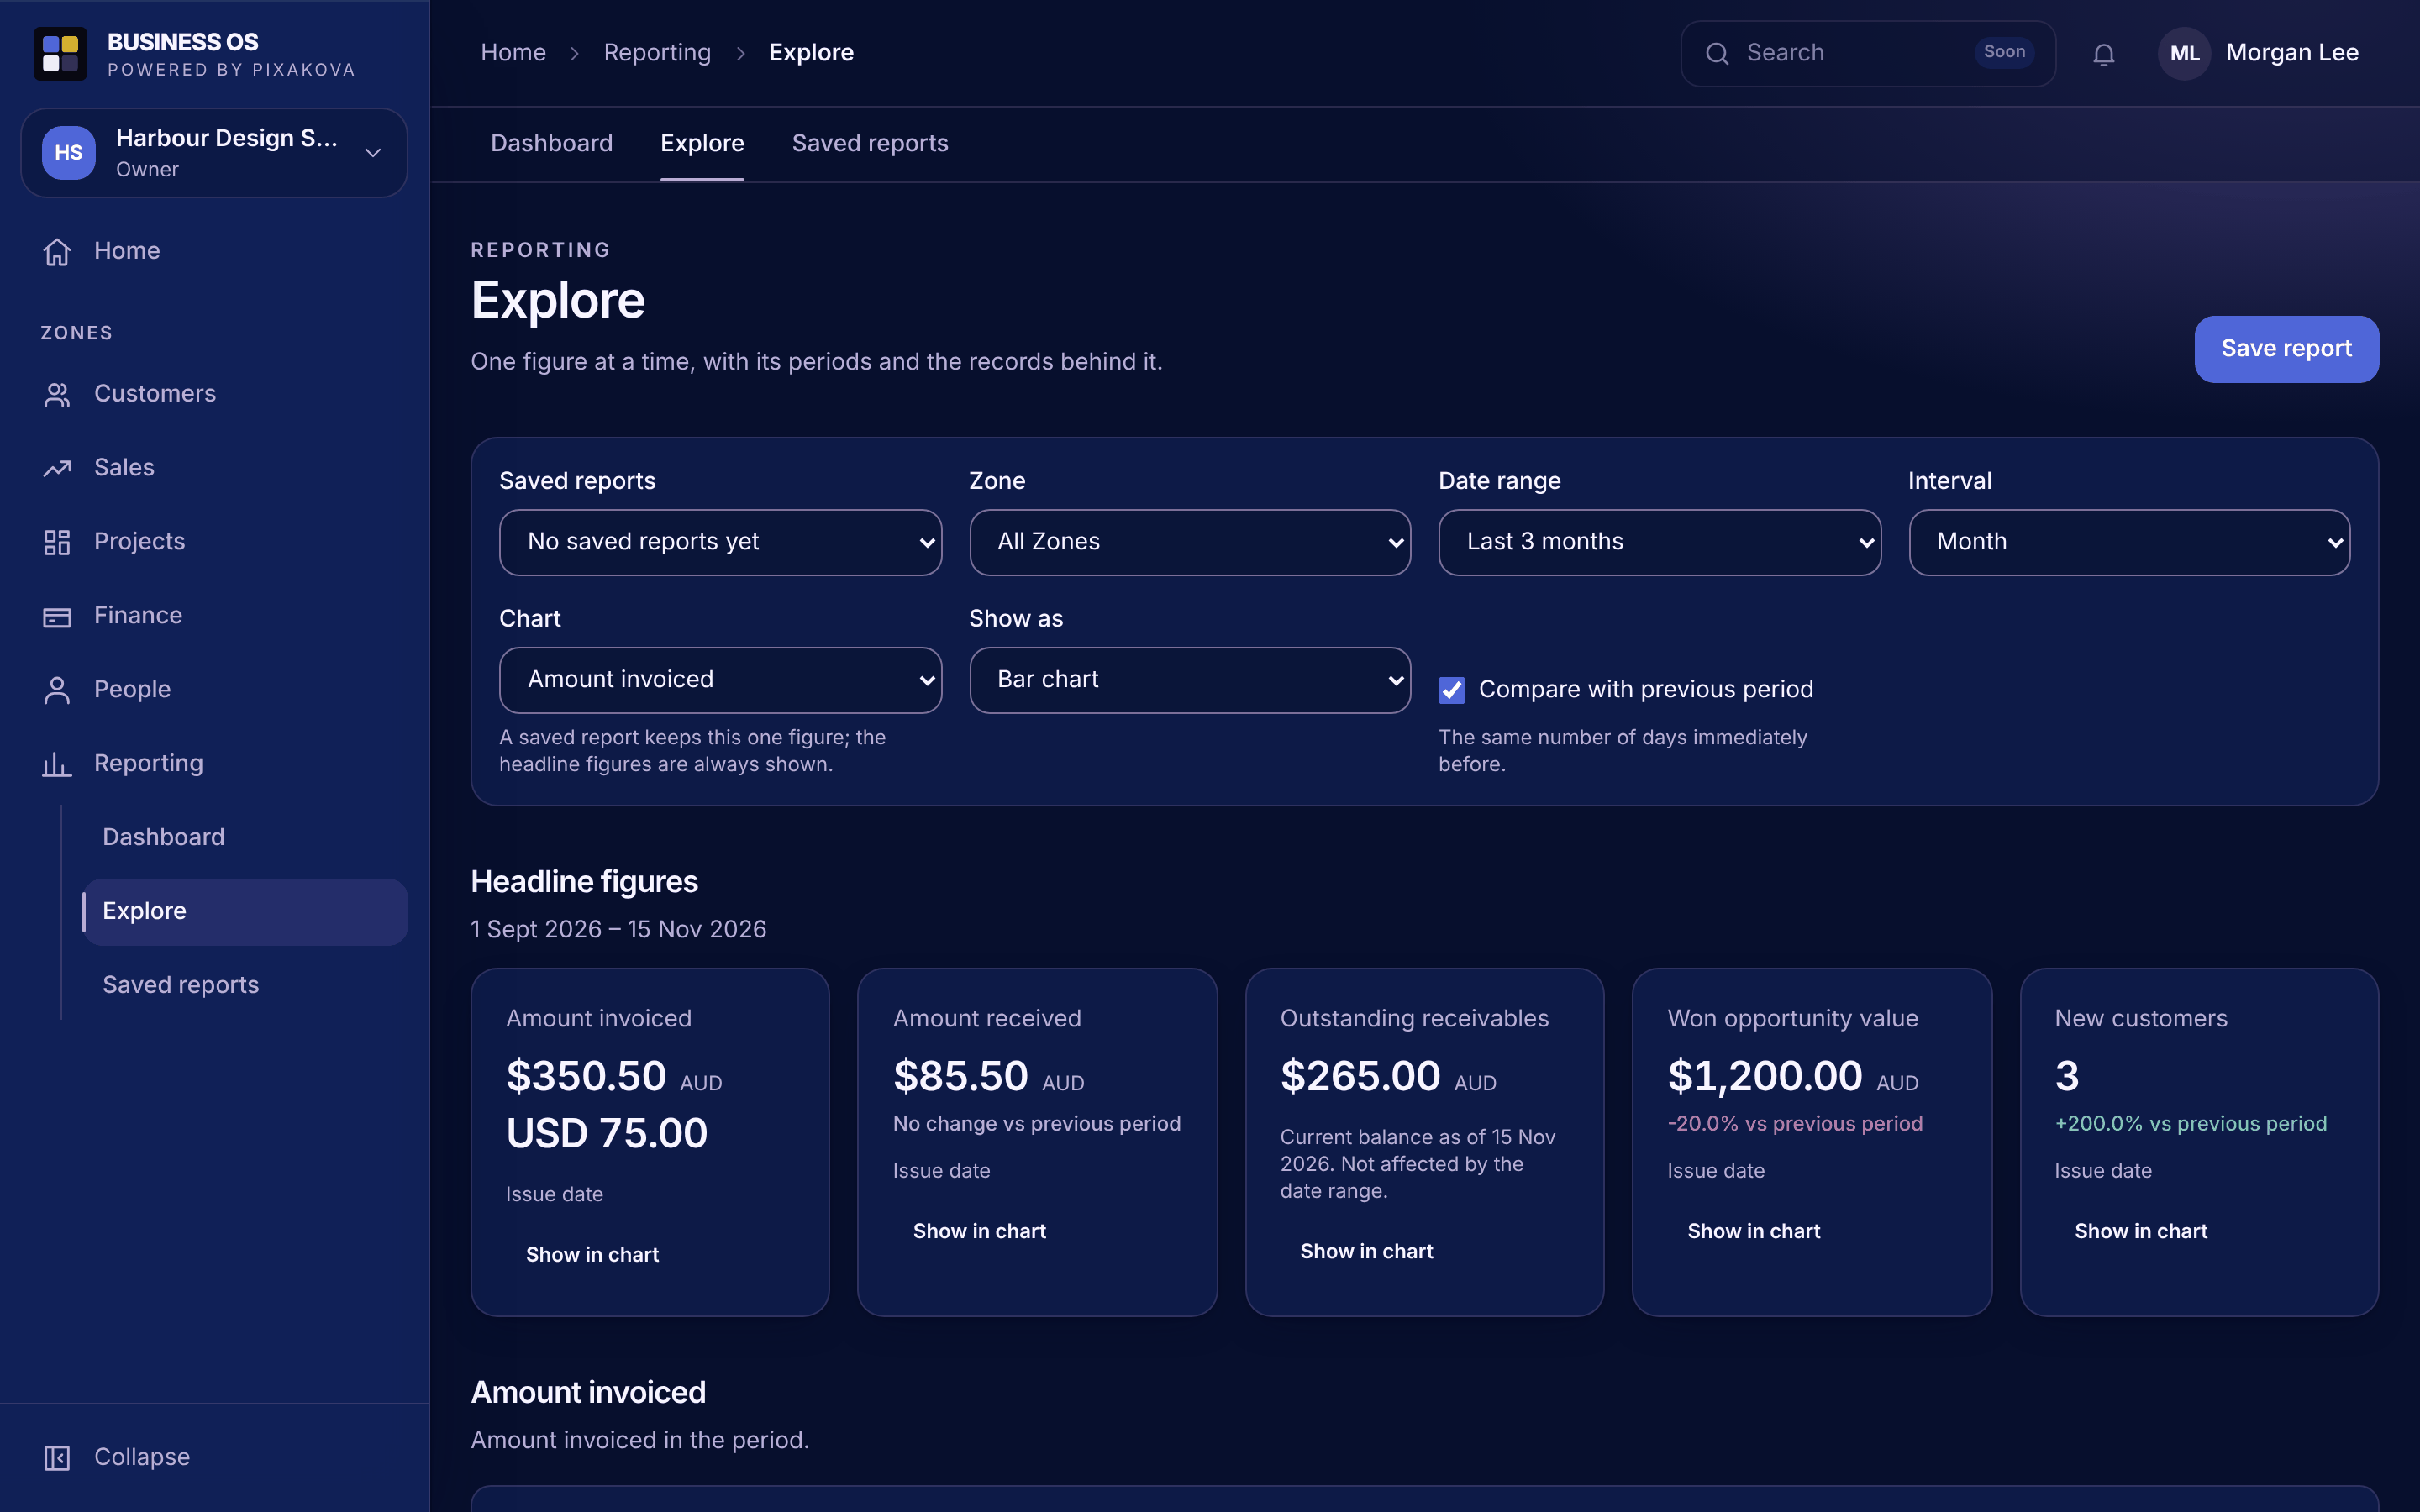 BUSINESS OS
POWERED BY PIXAKOVA
HS
Harbour Design S...
Owner
Home
ZONES
Customers
Sales
Projects
Finance
People
Reporting
Dashboard
Explore
Saved reports
Collapse
Home > Reporting > Explore
Search
Soon
ML
Morgan Lee
Dashboard
Explore
Saved reports
REPORTING
Explore
One figure at a time, with its periods and the records behind it.
Save report
Saved reports
No saved reports yet
Zone
All Zones
Date range
Last 3 months
Interval
Month
Chart
Amount invoiced
A saved report keeps this one figure; the
headline figures are always shown.
Show as
Bar chart
Compare with previous period
The same number of days immediately
before.
Headline figures
1 Sept 2026 – 15 Nov 2026
Amount invoiced
$350.50 AUD
USD 75.00
Issue date
Show in chart
Amount received
$85.50 AUD
No change vs previous period
Issue date
Show in chart
Outstanding receivables
$265.00 AUD
Current balance as of 15 Nov
2026. Not affected by the
date range.
Show in chart
Won opportunity value
$1,200.00 AUD
-20.0% vs previous period
Issue date
Show in chart
New customers
3
+200.0% vs previous period
Issue date
Show in chart
Amount invoiced
Amount invoiced in the period.